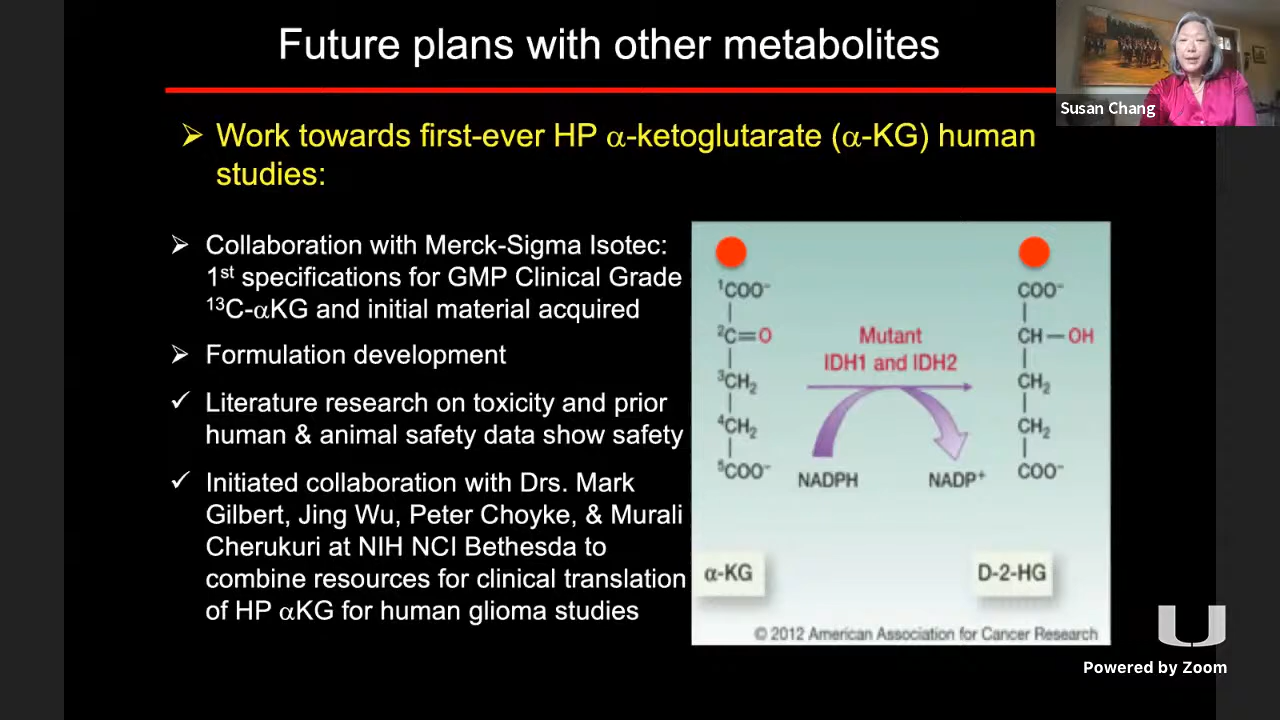 Future plans with other metabolites
Susan Chang
➢ Work towards first-ever HP α-ketoglutarate (α-KG) human
studies:
➢ Collaboration with Merck-Sigma Isotec:
1st specifications for GMP Clinical Grade
13C-αKG and initial material acquired
➢ Formulation development
✓ Literature research on toxicity and prior
human & animal safety data show safety
✓ Initiated collaboration with Drs. Mark
Gilbert, Jing Wu, Peter Choyke, & Murali
Cherukuri at NIH NCI Bethesda to
combine resources for clinical translation
of HP αKG for human glioma studies
¹COO⁻
²C=O
³CH₂
⁴CH₂
⁵COO⁻
Mutant
IDH1 and IDH2
NADPH
NADP⁺
COO⁻
CH—OH
CH₂
CH₂
COO⁻
α-KG
D-2-HG
© 2012 American Association for Cancer Research
U
Powered by Zoom